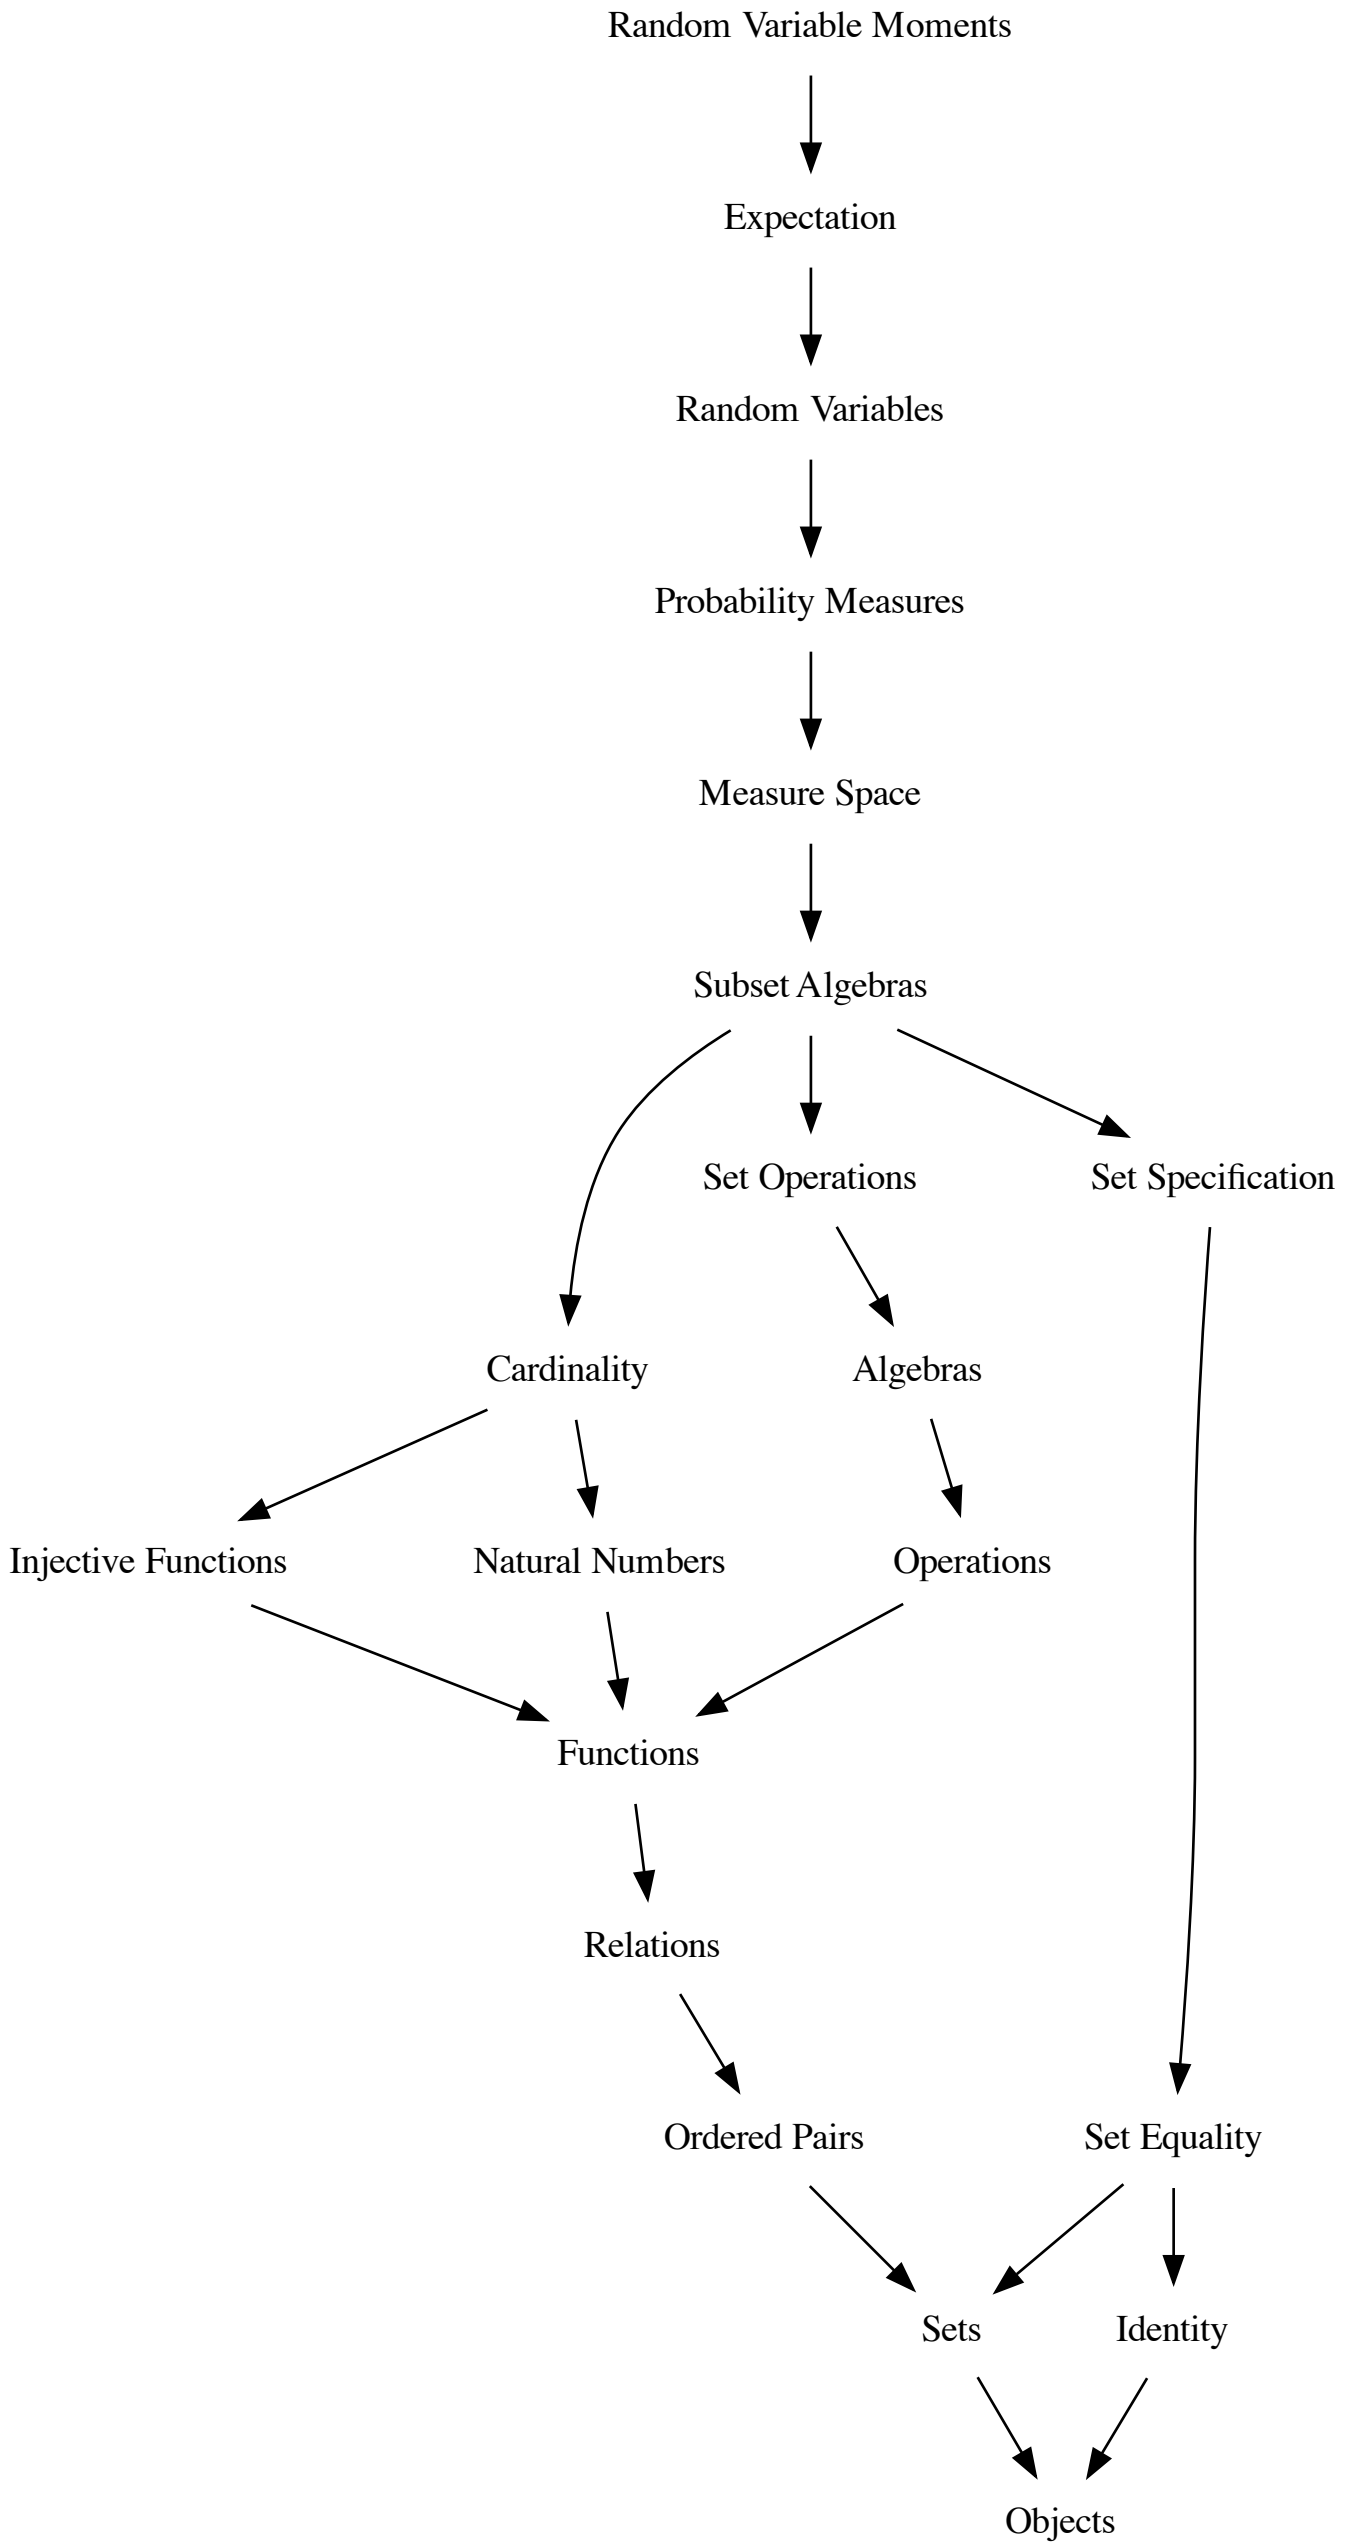 Random Variable Moments
Expectation
Random Variables
Probability Measures
Measure Space
Subset Algebras
Set Operations
Set Specification
Cardinality
Algebras
Injective Functions
Natural Numbers
Operations
Functions
Relations
Ordered Pairs
Set Equality
Sets
Identity
Objects